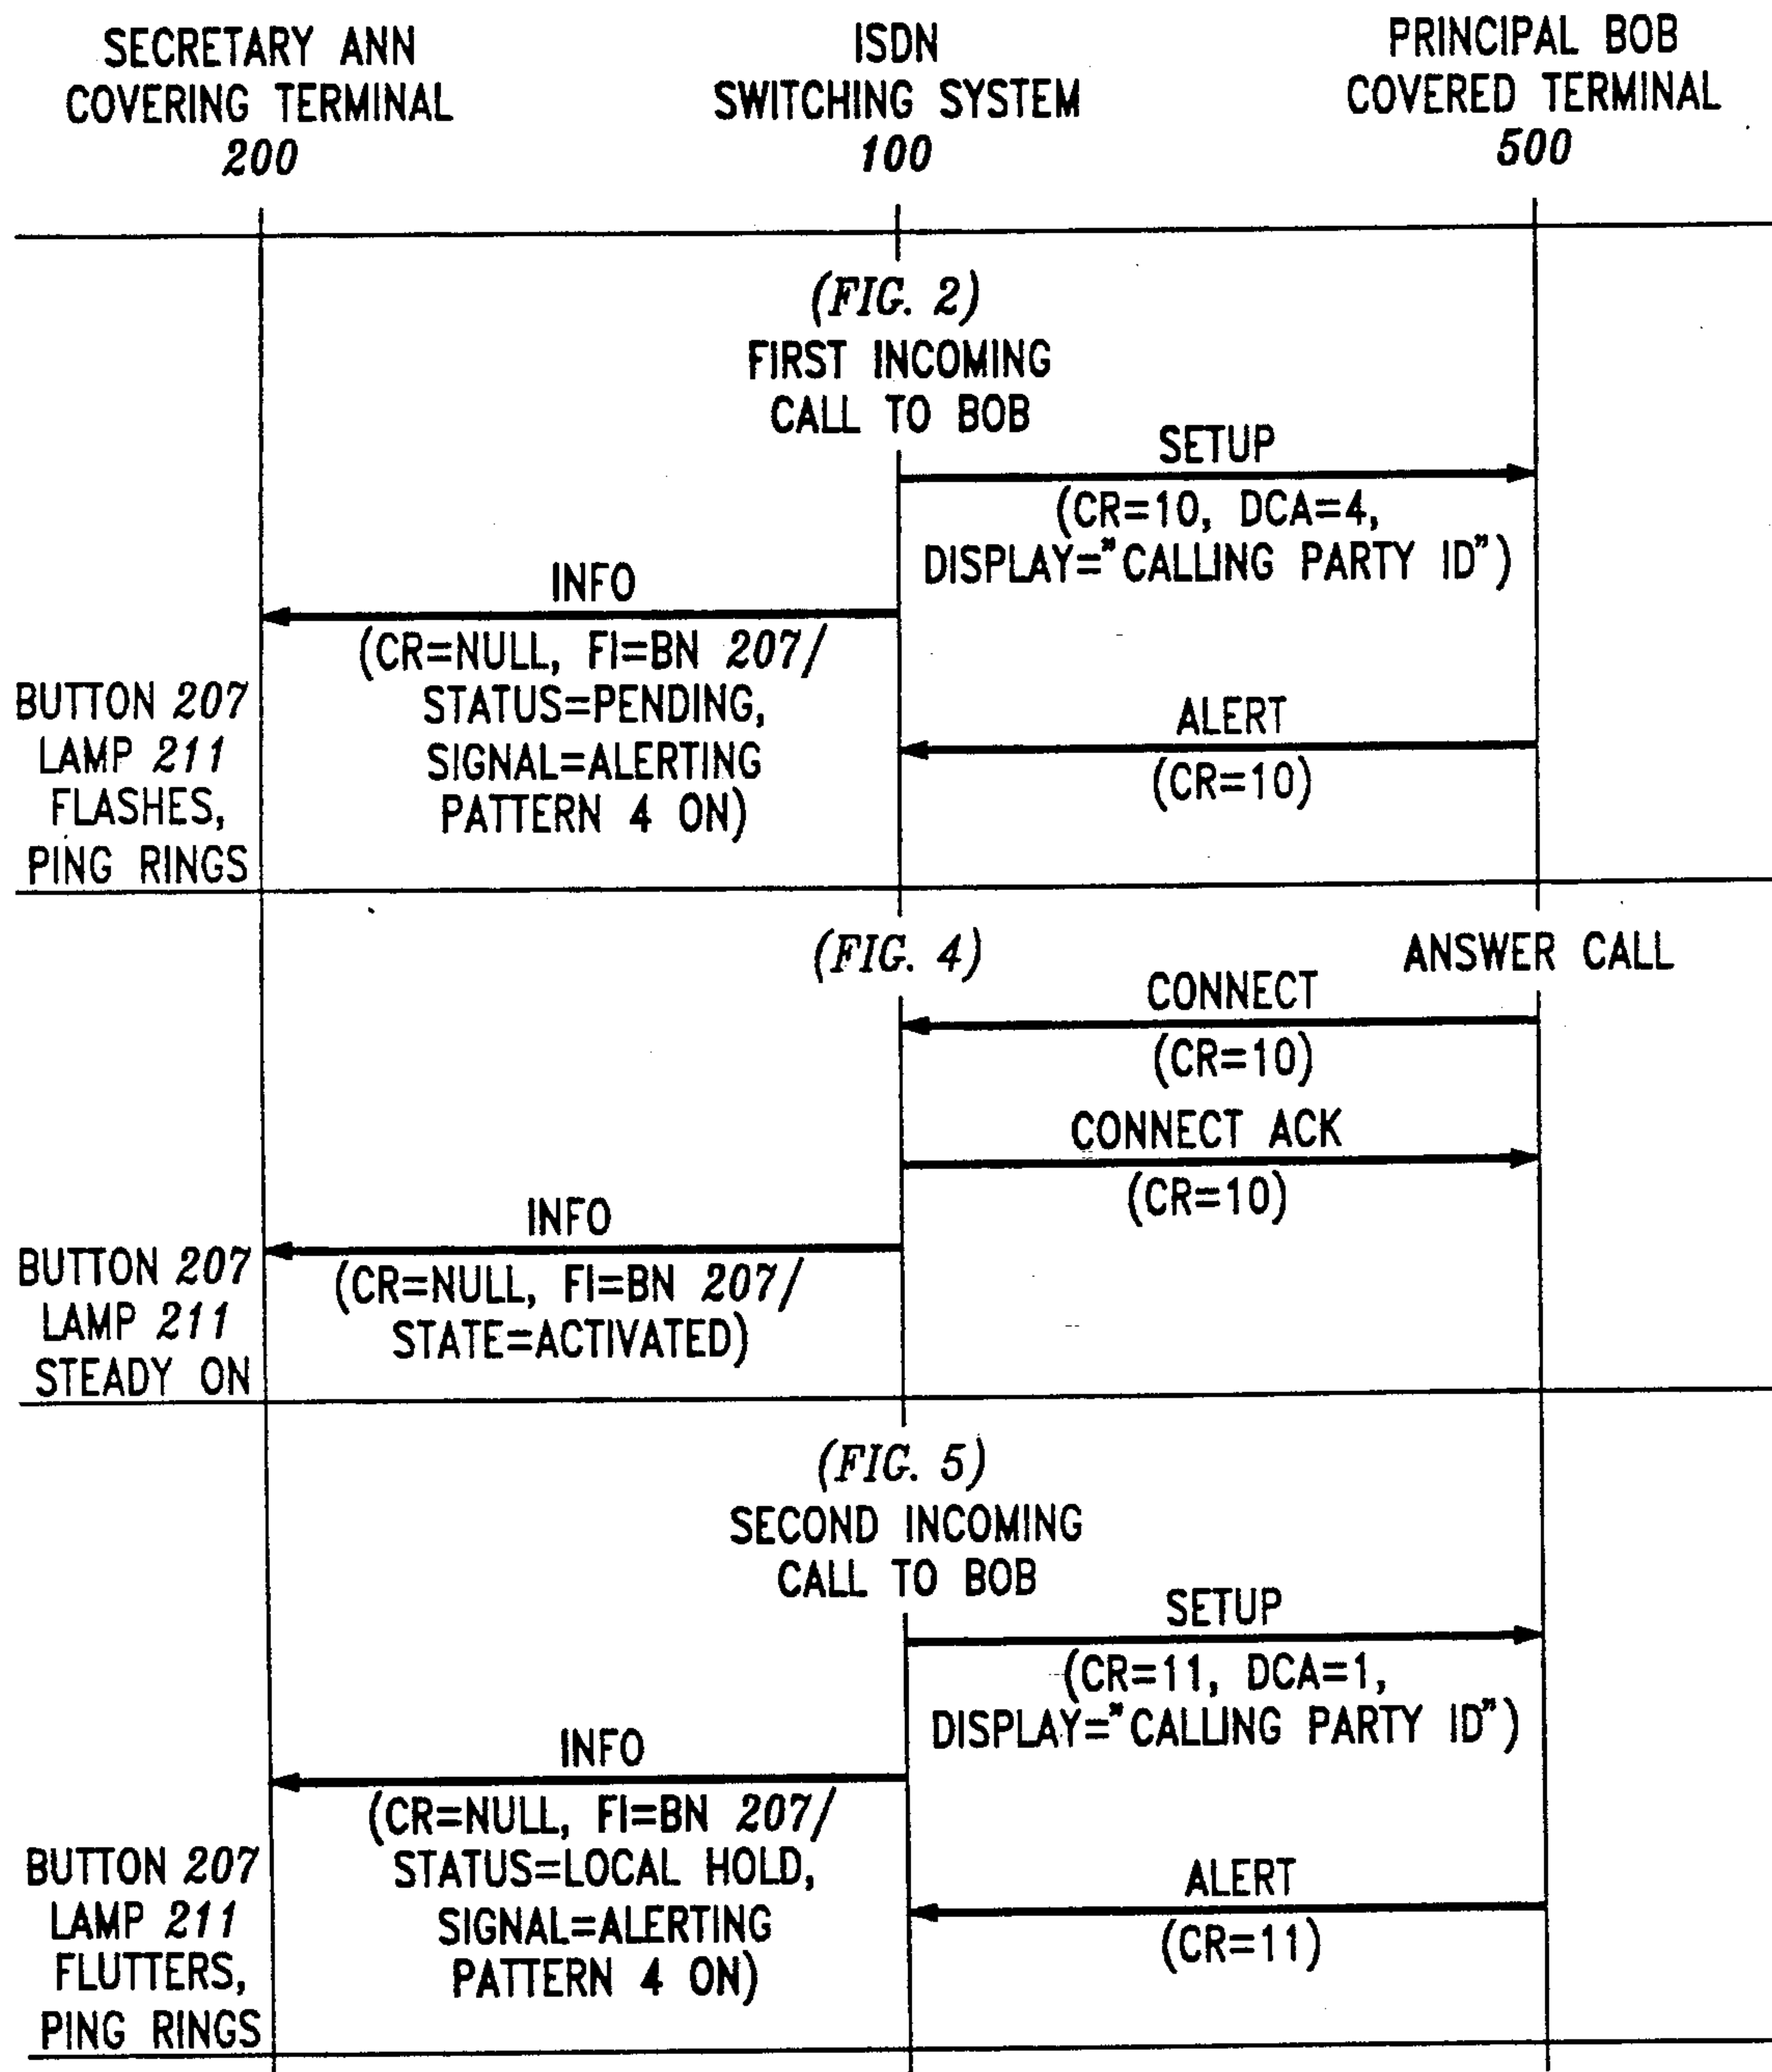 SECRETARY ANN
COVERING TERMINAL
200
ISDN
SWITCHING SYSTEM
100
PRINCIPAL BOB
COVERED TERMINAL
500
(FIG. 2)
FIRST INCOMING
CALL TO BOB
SETUP
(CR=10, DCA=4,
DISPLAY="CALLING PARTY ID")
INFO
(CR=NULL, FI=BN 207/
STATUS=PENDING,
SIGNAL=ALERTING
PATTERN 4 ON)
BUTTON 207
LAMP 211
FLASHES,
PING RINGS
ALERT
(CR=10)
(FIG. 4)
ANSWER CALL
CONNECT
(CR=10)
CONNECT ACK
(CR=10)
INFO
(CR=NULL, FI=BN 207/
STATE=ACTIVATED)
BUTTON 207
LAMP 211
STEADY ON
(FIG. 5)
SECOND INCOMING
CALL TO BOB
SETUP
(CR=11, DCA=1,
DISPLAY="CALLING PARTY ID")
INFO
(CR=NULL, FI=BN 207/
STATUS=LOCAL HOLD,
SIGNAL=ALERTING
PATTERN 4 ON)
BUTTON 207
LAMP 211
FLUTTERS,
PING RINGS
ALERT
(CR=11)